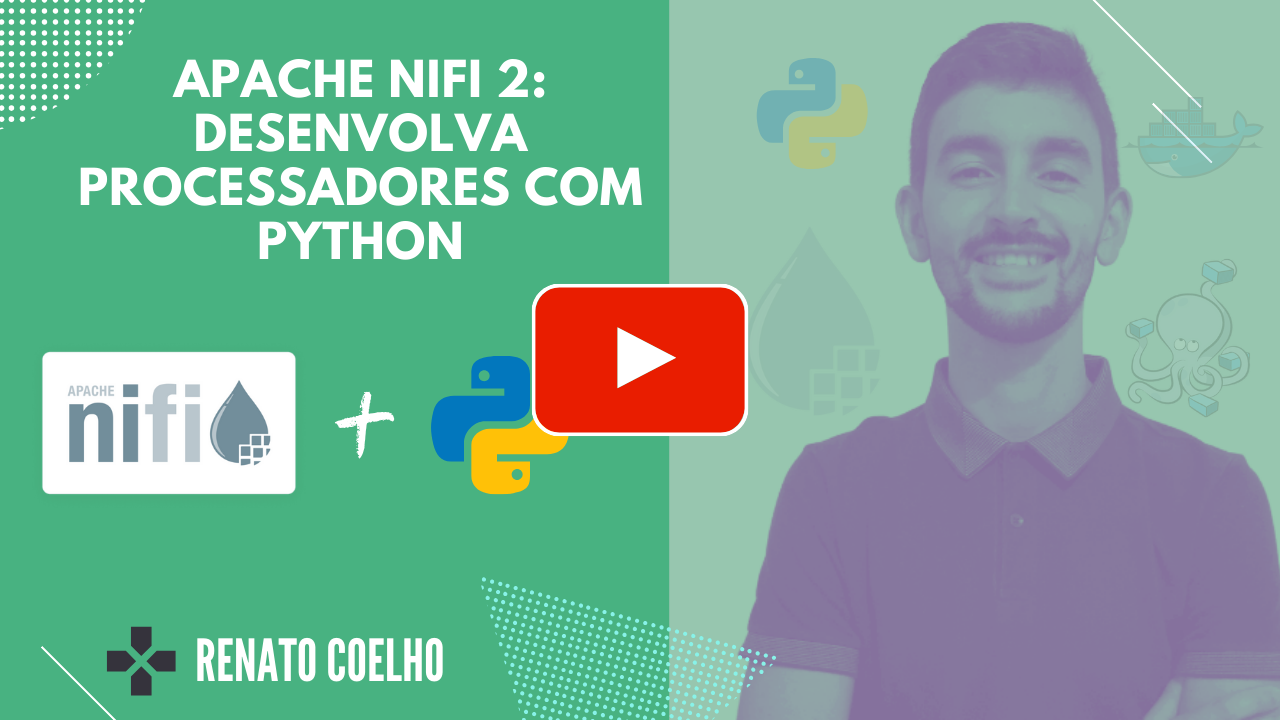 APACHE NIFI 2:
DESENVOLVA
PROCESSADORES COM
PYTHON
APACHE
nifi
RENATO COELHO